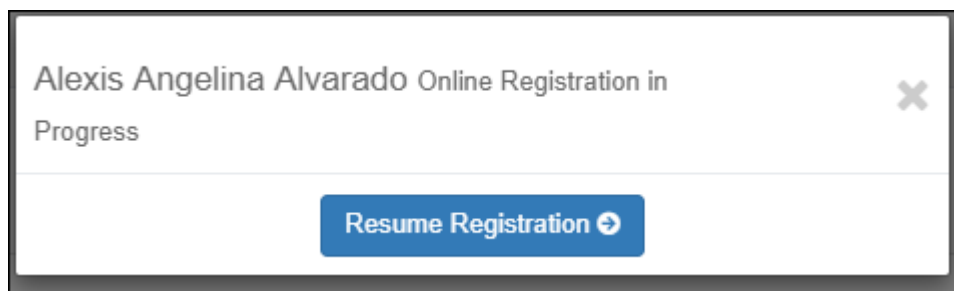 Alexis Angelina Alvarado Online Registration in
Progress
Resume Registration